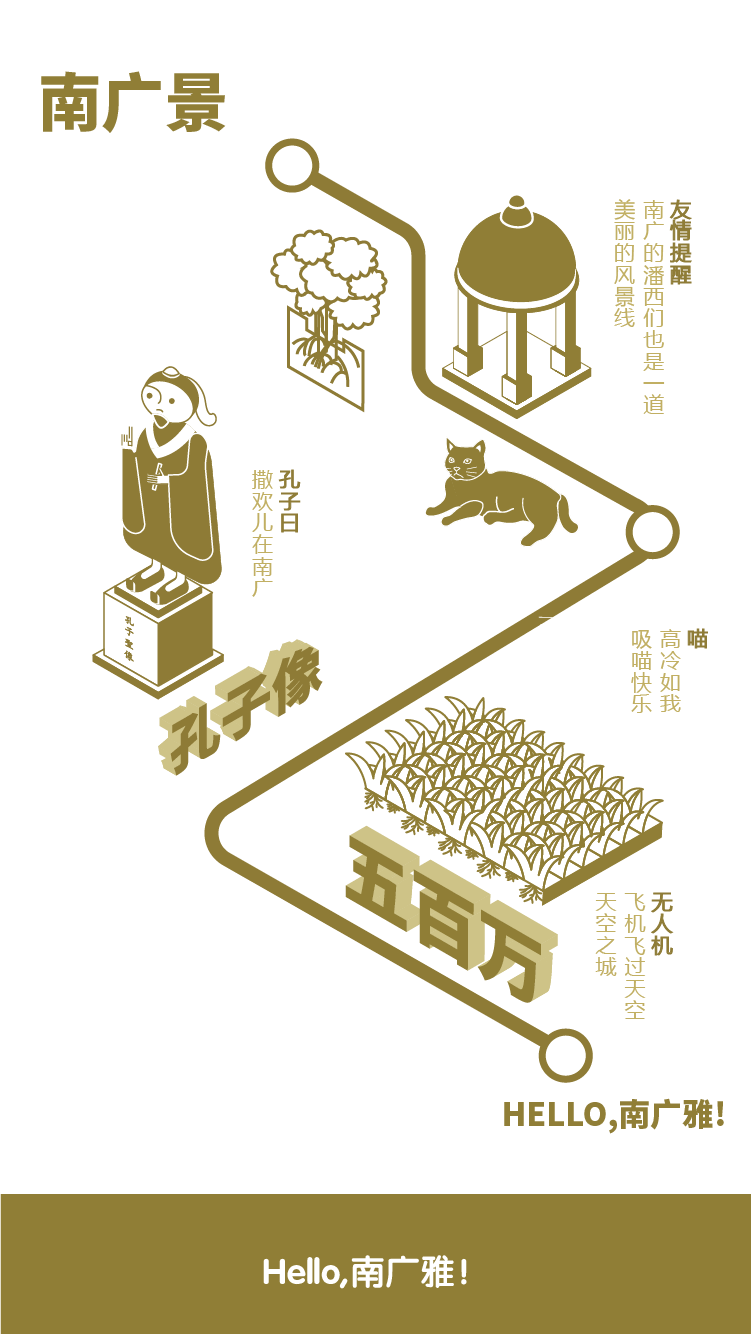 南广景
友情提醒
南广的潘西们也是一道
美丽的风景线
孔子曰
撒欢儿在南广
孔子圣像
孔子像
喵
高冷如我
吸喵快乐
五百万
无人机
飞机飞过天空
天空之城
HELLO,南广雅!
Hello,南广雅!